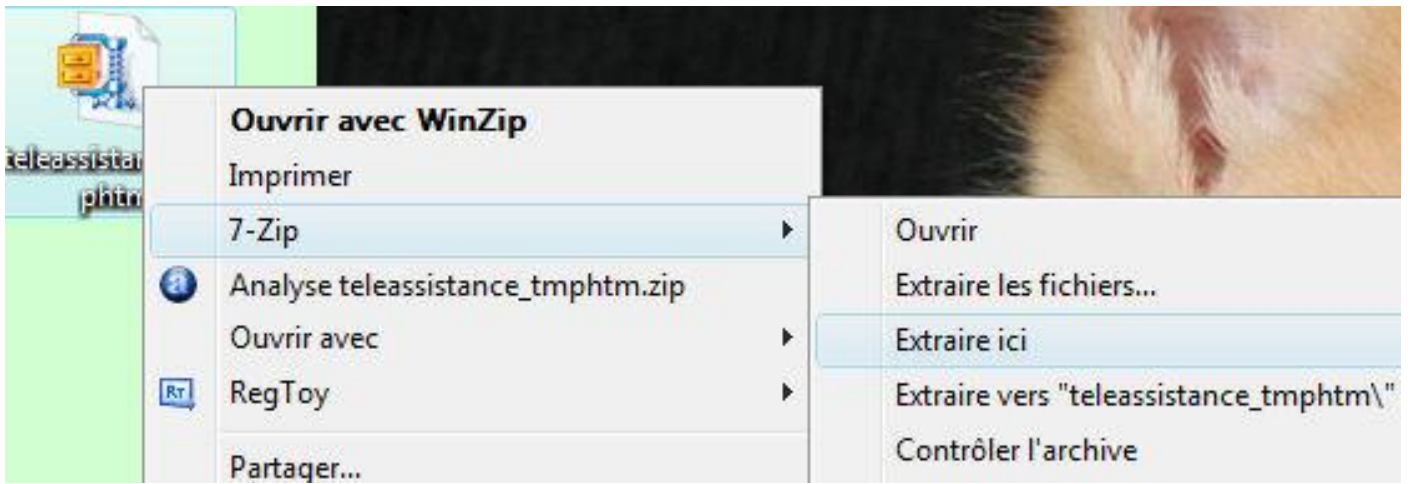 Ouvrir avec WinZip
Imprimer
7-Zip
Analyse teleassistance_tmphtm.zip
Ouvrir avec
RegToy
Partager...
Ouvrir
Extraire les fichiers...
Extraire ici
Extraire vers "teleassistance_tmphtm\"
Contrôler l'archive